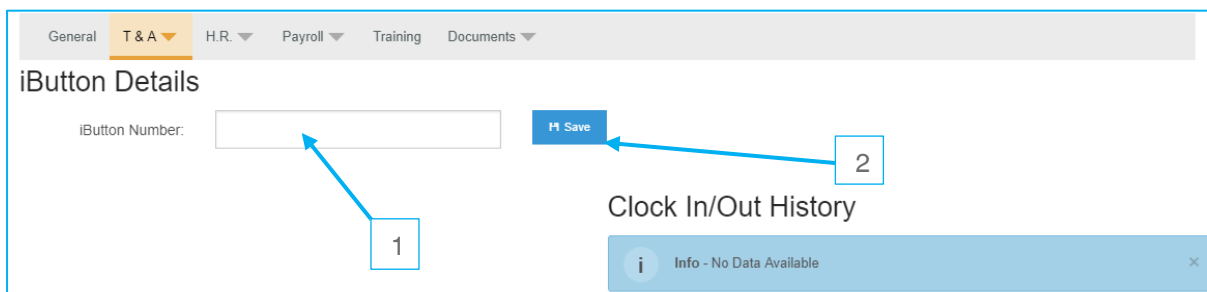 General T & A H.R. Payroll Training Documents
iButton Details
iButton Number: Save
2
Clock In/Out History
1
i Info - No Data Available ×